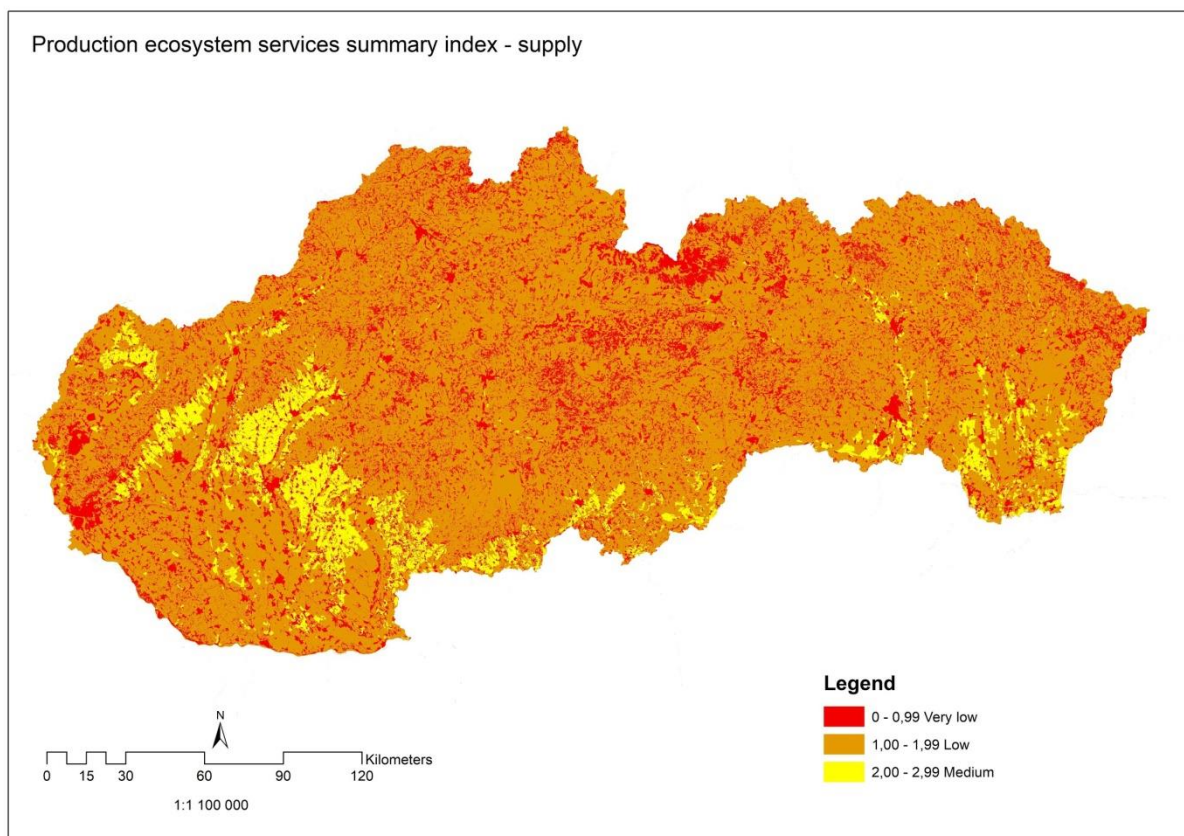 Production ecosystem services summary index - supply
Legend
0 - 0,99 Very low
1,00 - 1,99 Low
2,00 - 2,99 Medium
N
Kilometers
0 15 30 60 90 120
1:1 100 000